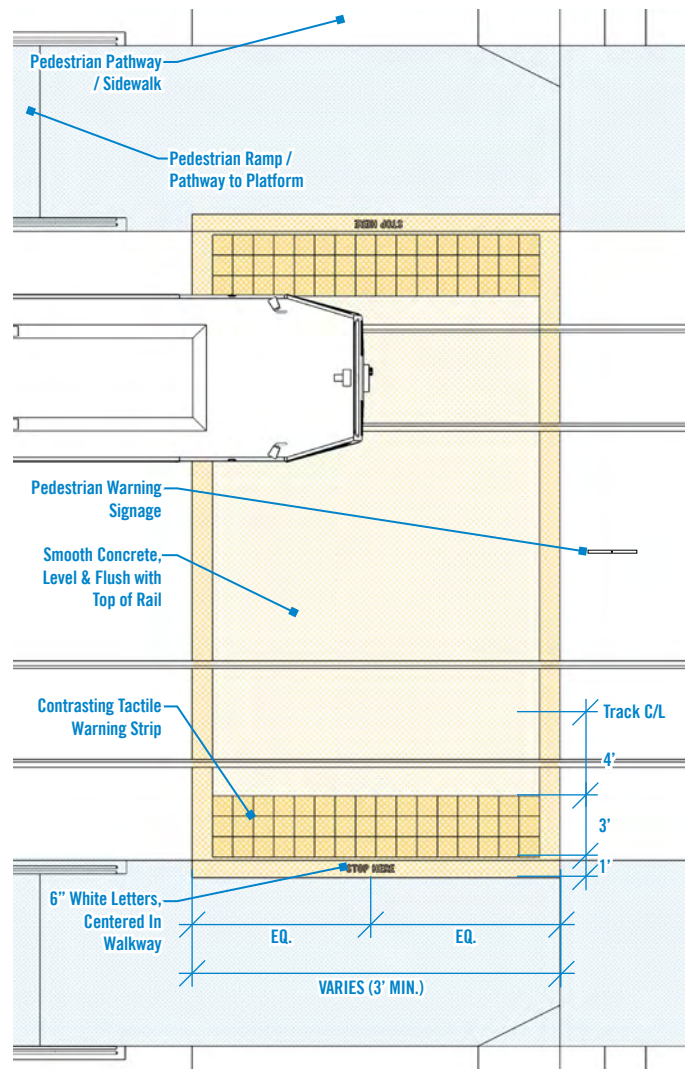 Pedestrian Pathway
/ Sidewalk
Pedestrian Ramp /
Pathway to Platform
STOP HERE
Pedestrian Warning
Signage
Smooth Concrete,
Level & Flush with
Top of Rail
Contrasting Tactile
Warning Strip
Track C/L
4’
3’
1’
STOP HERE
6” White Letters,
Centered In
Walkway
EQ.
EQ.
VARIES (3’ MIN.)